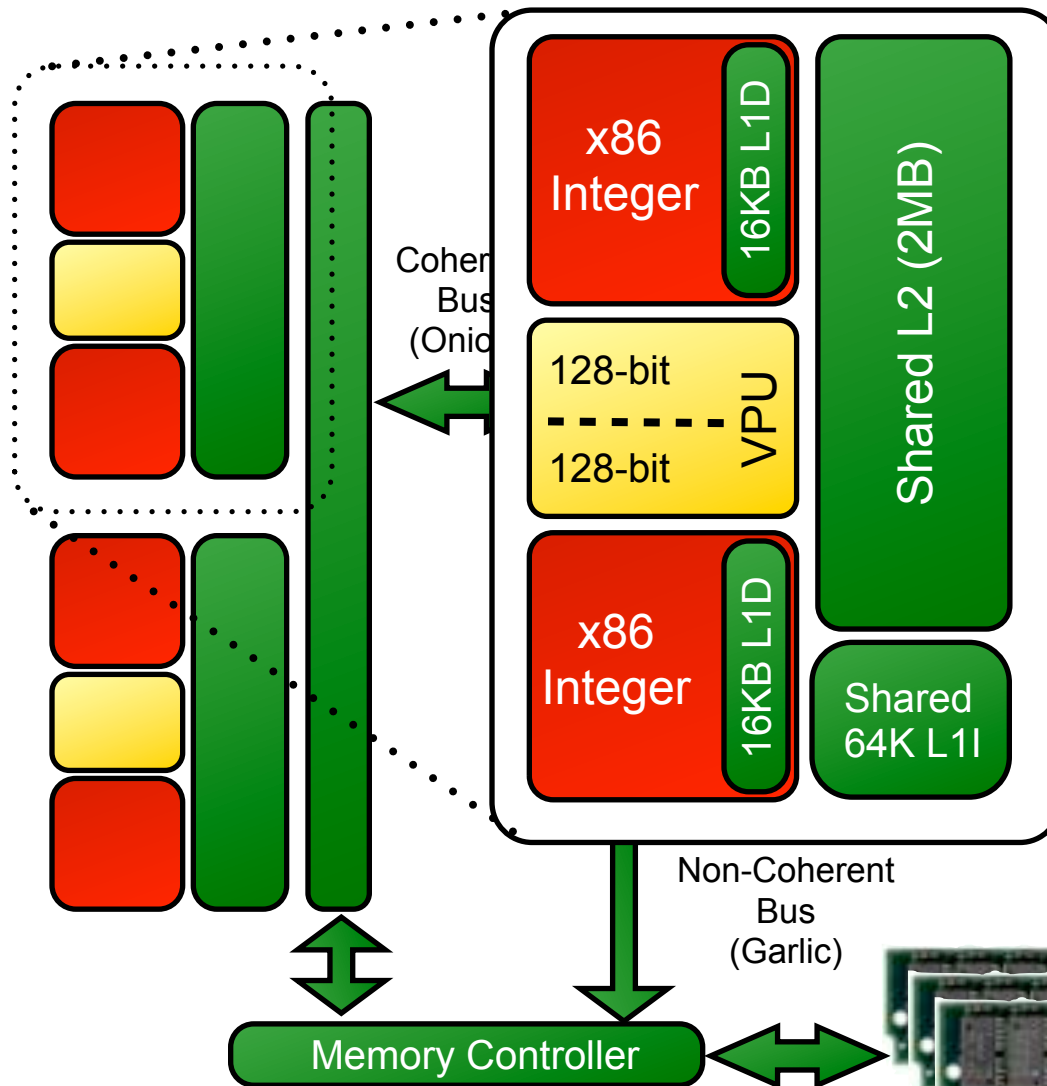 x86
Integer
16KB L1D
Shared L2 (2MB)
128-bit
128-bit
VPU
x86
Integer
16KB L1D
Shared
64K L1I
Bus
Non-Coherent
Bus
(Garlic)
Memory Controller